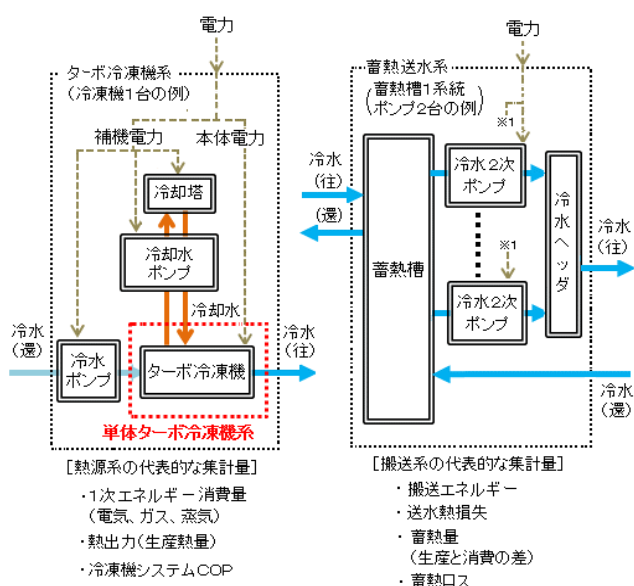 電力
ターボ冷凍機系
(冷凍機1台の例)
補機電力
本体電力
冷却塔
冷却水
ポンプ
冷却水
冷水
(還)
冷水
ポンプ
ターボ冷凍機
冷水
(往)
単体ターボ冷凍機系
[熱源系の代表的な集計量]
・1次エネルギー消費量
(電気、ガス、蒸気)
・熱出力(生産熱量)
・冷凍機システムCOP
電力
蓄熱送水系
(蓄熱槽1系統
ポンプ2台の例)
※1
冷水
(往)
(還)
冷水2次
ポンプ
蓄熱槽
※1
冷水2次
ポンプ
冷水ヘッダ
冷水
(往)
冷水
(還)
[搬送系の代表的な集計量]
・搬送エネルギー
・送水熱損失
・蓄熱量
(生産と消費の差)
・蓄熱ロス